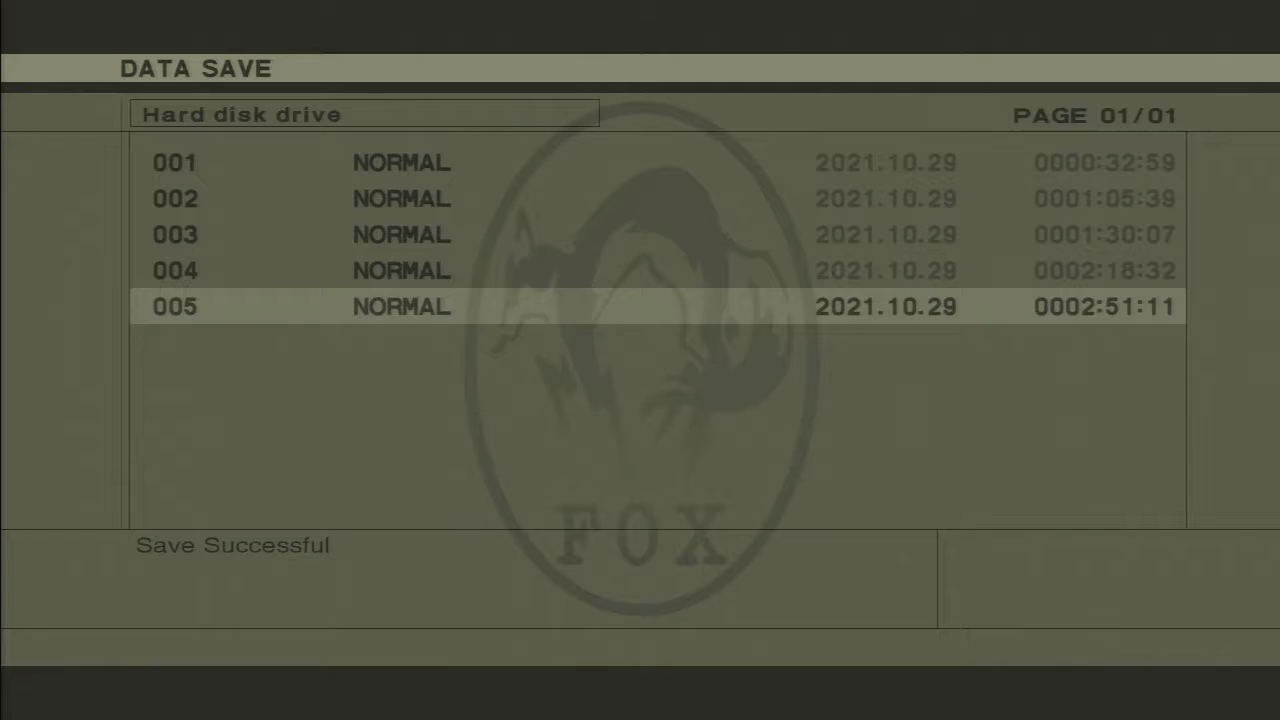 DATA SAVE
Hard disk drive PAGE 01/01
001 NORMAL 2021.10.29 0000:32:59
002 NORMAL 2021.10.29 0001:05:39
003 NORMAL 2021.10.29 0001:30:07
004 NORMAL 2021.10.29 0002:18:32
005 NORMAL 2021.10.29 0002:51:11
FOX
Save Successful